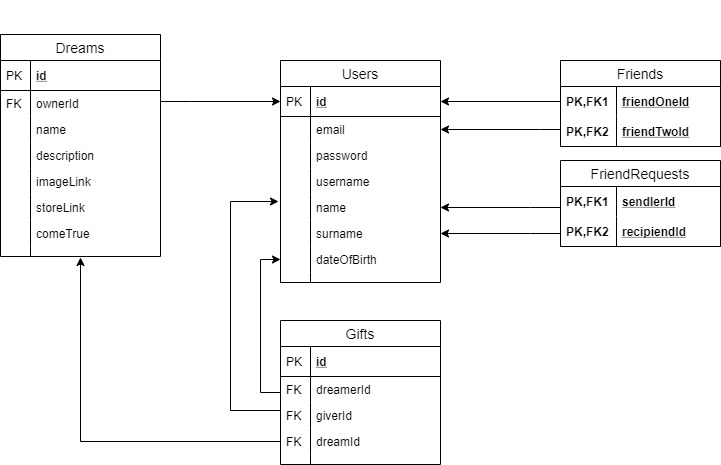 Dreams
PK id
FK ownerId
name
description
imageLink
storeLink
comeTrue
Users
PK id
email
password
username
name
surname
dateOfBirth
Friends
PK,FK1 friendOneId
PK,FK2 friendTwoId
FriendRequests
PK,FK1 sendlerId
PK,FK2 recipiendId
Gifts
PK id
FK dreamerId
FK giverId
FK dreamId